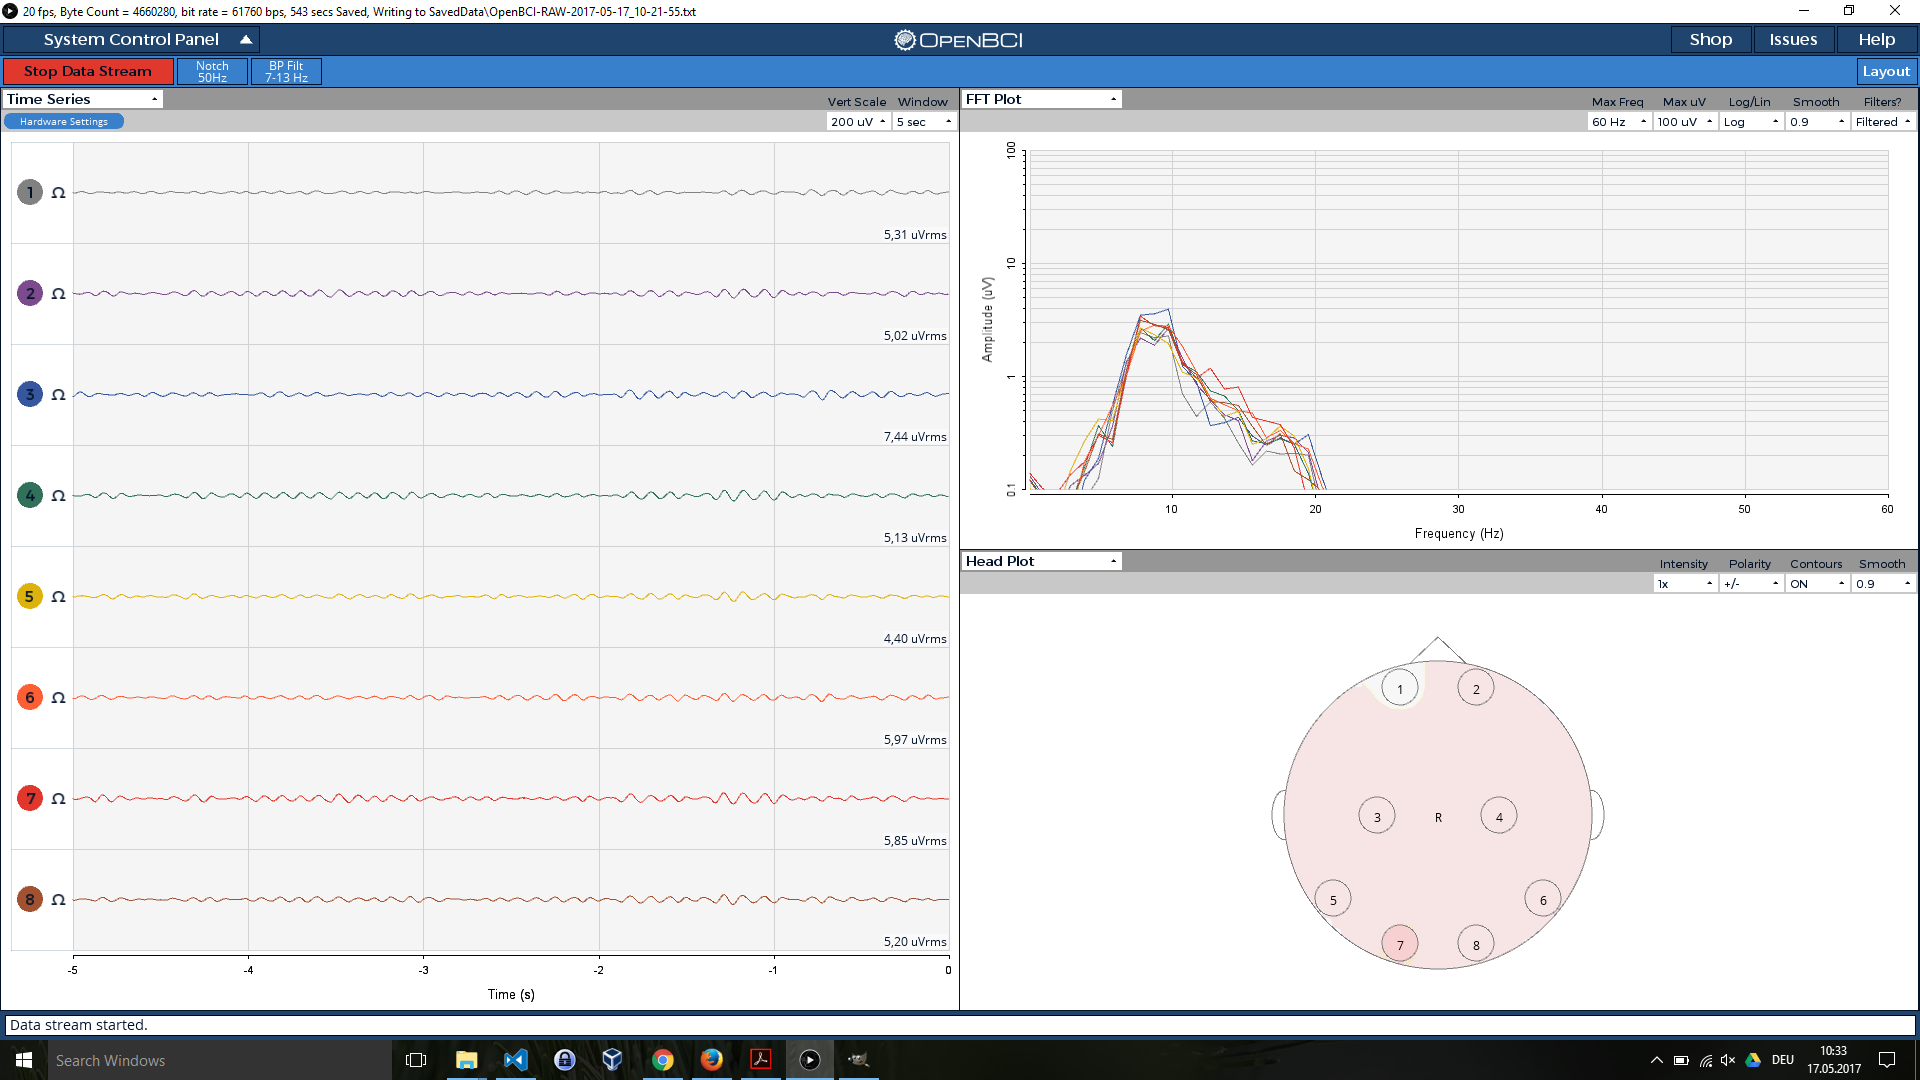 20 fps, Byte Count = 4660280, bit rate = 61760 bps, 543 secs Saved, Writing to SavedData\OpenBCI-RAW-2017-05-17_10-21-55.txt
System Control Panel
OPENBCI
Shop Issues Help
Stop Data Stream
Notch
50Hz
BP Filt
7-13 Hz
Layout
Time Series
Vert Scale Window
Hardware Settings
200 uV 5 sec
1 Ω
5,31 uVrms
2 Ω
5,02 uVrms
3 Ω
7,44 uVrms
4 Ω
5,13 uVrms
5 Ω
4,40 uVrms
6 Ω
5,97 uVrms
7 Ω
5,85 uVrms
8 Ω
5,20 uVrms
-5 -4 -3 -2 -1 0
Time (s)
FFT Plot
Max Freq Max uV Log/Lin Smooth Filters?
60 Hz 100 uV Log 0.9 Filtered
100
10
1
0.1
Amplitude (uV)
10 20 30 40 50 60
Frequency (Hz)
Head Plot
Intensity Polarity Contours Smooth
1x +/- ON 0.9
1 2
3 R 4
5 6
7 8
Data stream started.
Search Windows
DEU
10:33
17.05.2017